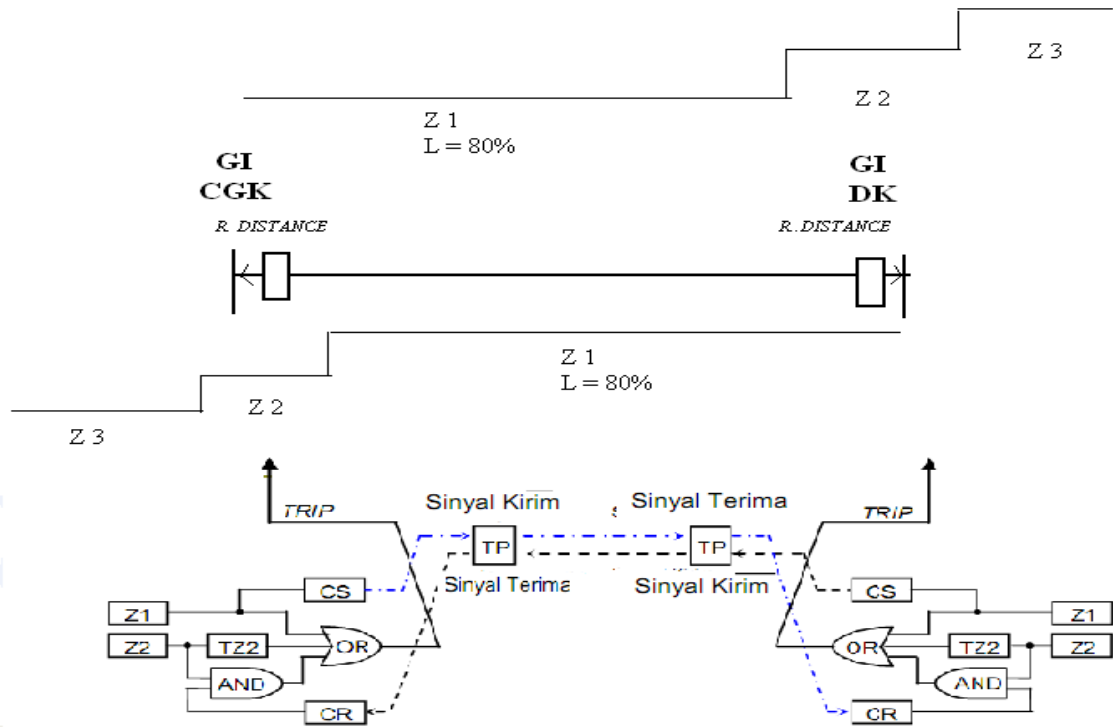 Z 3
Z 2
Z 1
L = 80%
GI
CGK
GI
DK
R DISTANCE
R. DISTANCE
Z 1
L = 80%
Z 2
Z 3
TRIP
Sinyal Kirim
Sinyal Terima
TRIP
TP
TP
Sinyal Terima
Sinyal Kirim
CS
CS
Z1
Z1
Z2
TZ2
OR
OR
TZ2
Z2
AND
AND
CR
CR